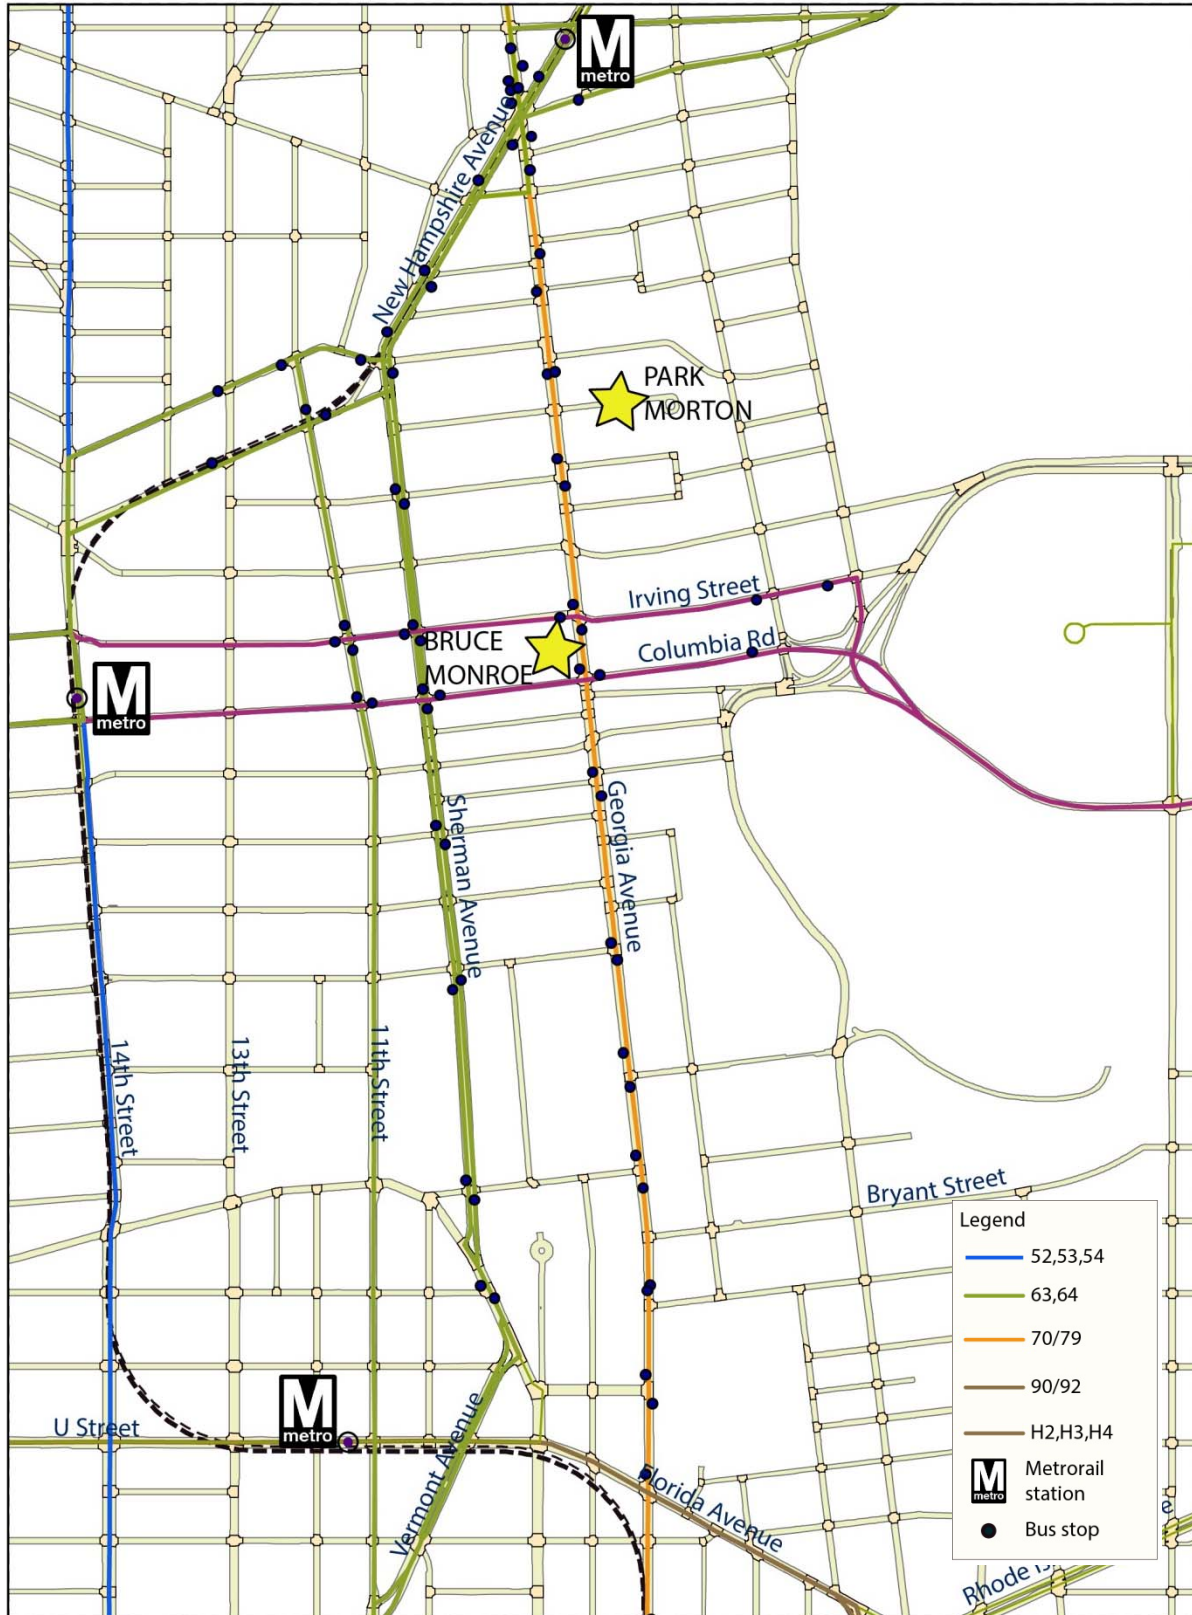 M
metro
New Hampshire Avenue
PARK
MORTON
Irving Street
BRUCE
MONROE
Columbia Rd
M
metro
Sherman Avenue
Georgia Avenue
14th Street
13th Street
11th Street
Bryant Street
Legend
52,53,54
63,64
70/79
90/92
H2,H3,H4
M
metro
Metrorail
station
Bus stop
M
metro
U Street
Vermont Avenue
Florida Avenue
Rhode
e